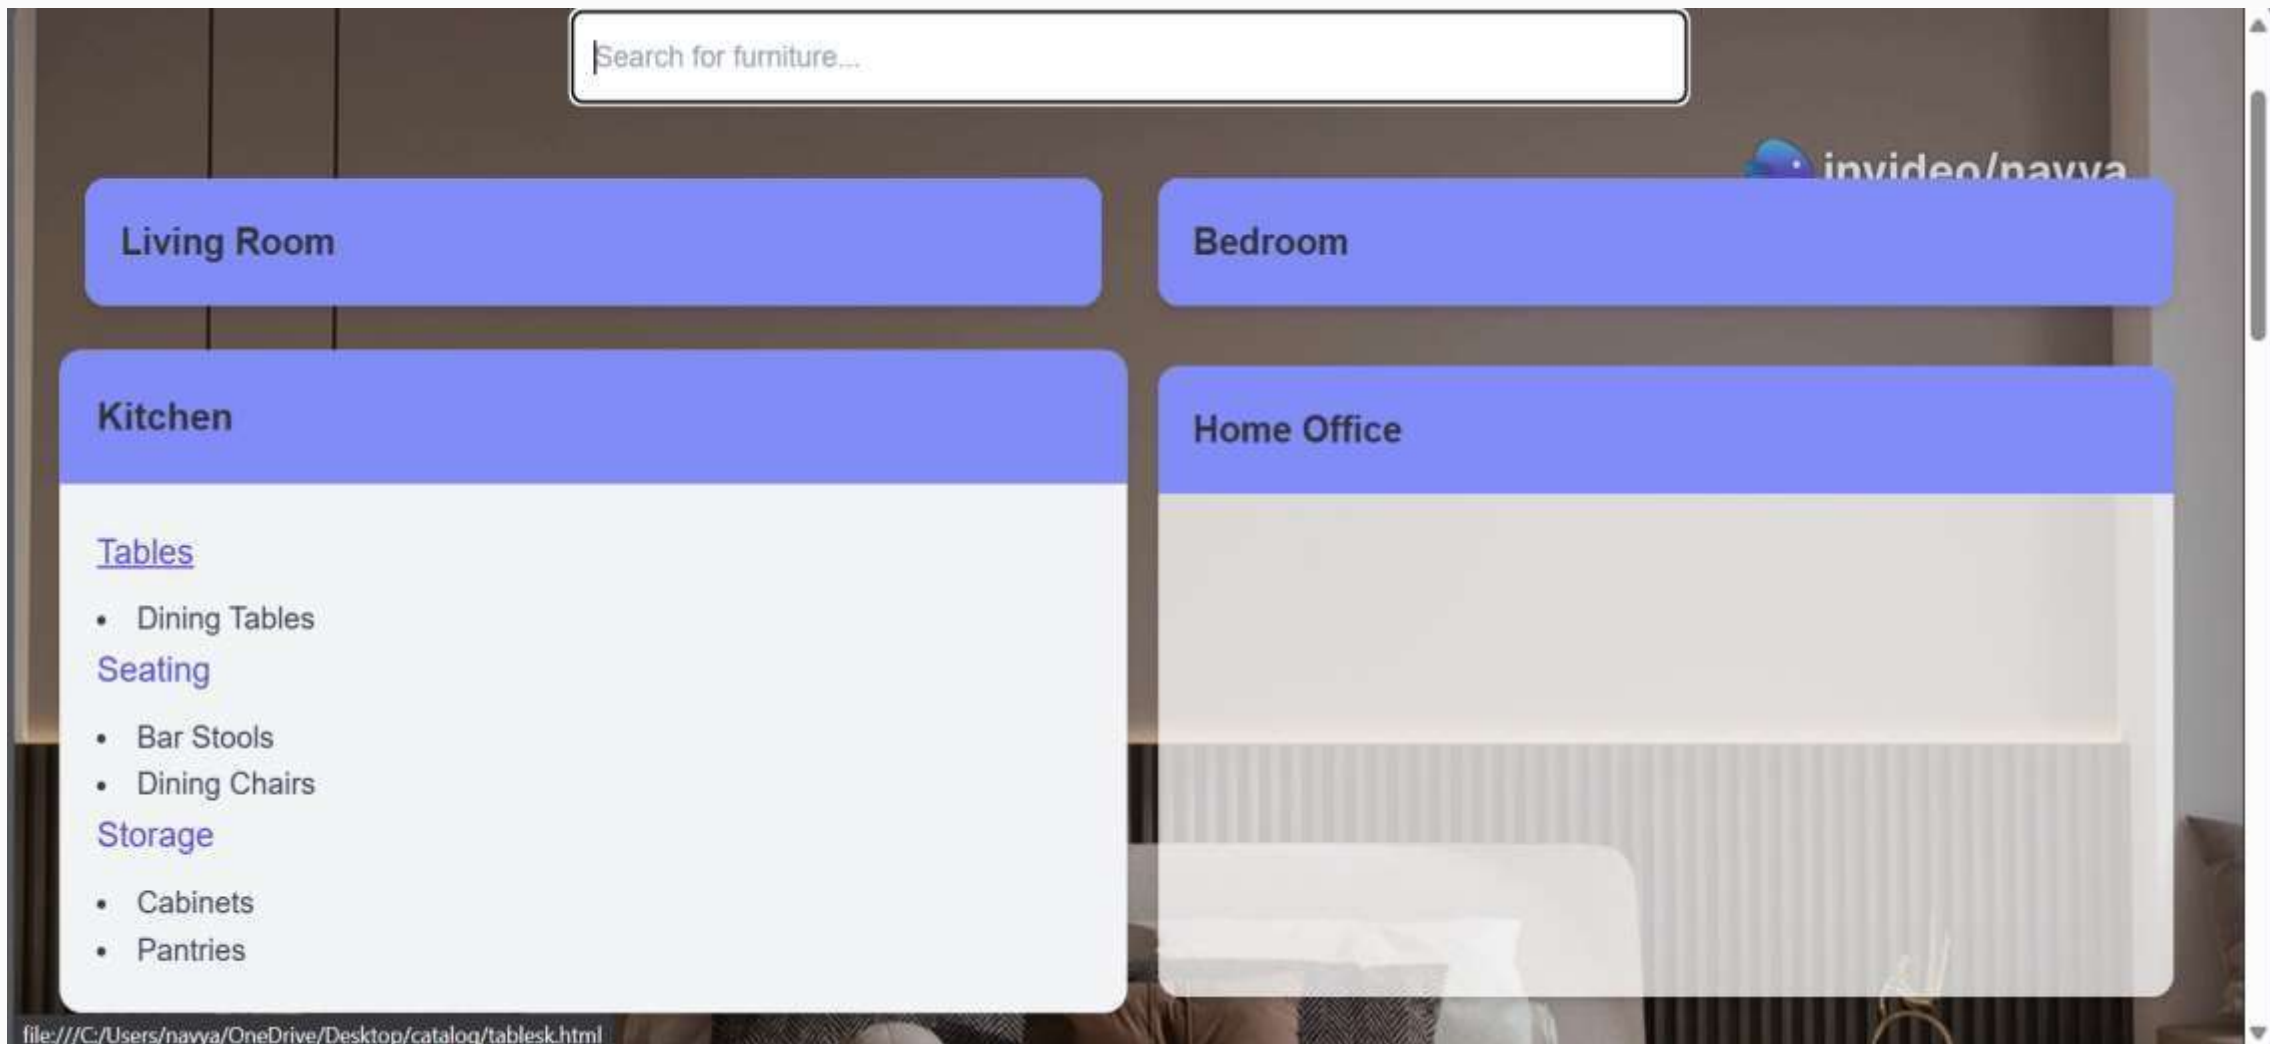 Search for furniture...
invideo/navya
Living Room
Bedroom
Kitchen
Home Office
Tables
• Dining Tables
Seating
• Bar Stools
• Dining Chairs
Storage
• Cabinets
• Pantries
file:///C:/Users/navya/OneDrive/Desktop/catalog/tablesk.html